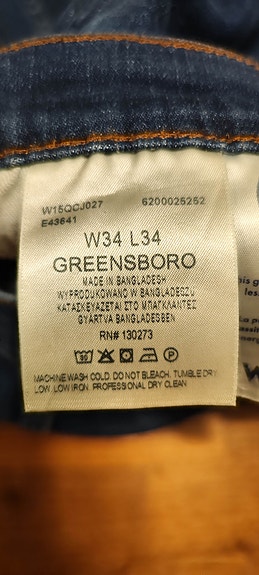 W15QCJ027 6200025252
E43641
W34 L34
GREENSBORO
MADE IN BANGLADESH
WYPRODUKOWANO W BANGLADESZU
ΚΑΤΑΣΚΕΥΑΖΕΤΑΙ ΣΤΟ ΜΠΑΓΚΛΑΝΤΕΣ
GYÁRTVA BANGLADESBEN
RN# 130273
MACHINE WASH COLD. DO NOT BLEACH. TUMBLE DRY
LOW. LOW IRON. PROFESSIONAL DRY CLEAN